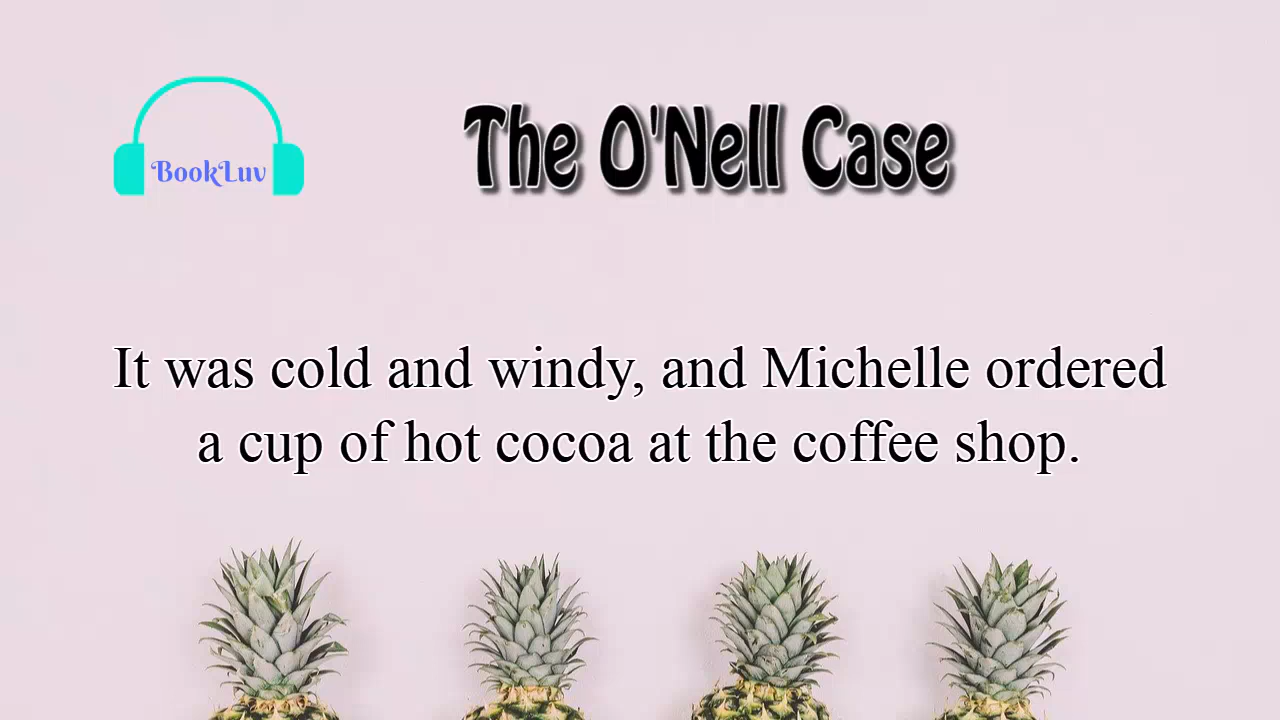 BookLuv
The O'Nell Case
It was cold and windy, and Michelle ordered
a cup of hot cocoa at the coffee shop.